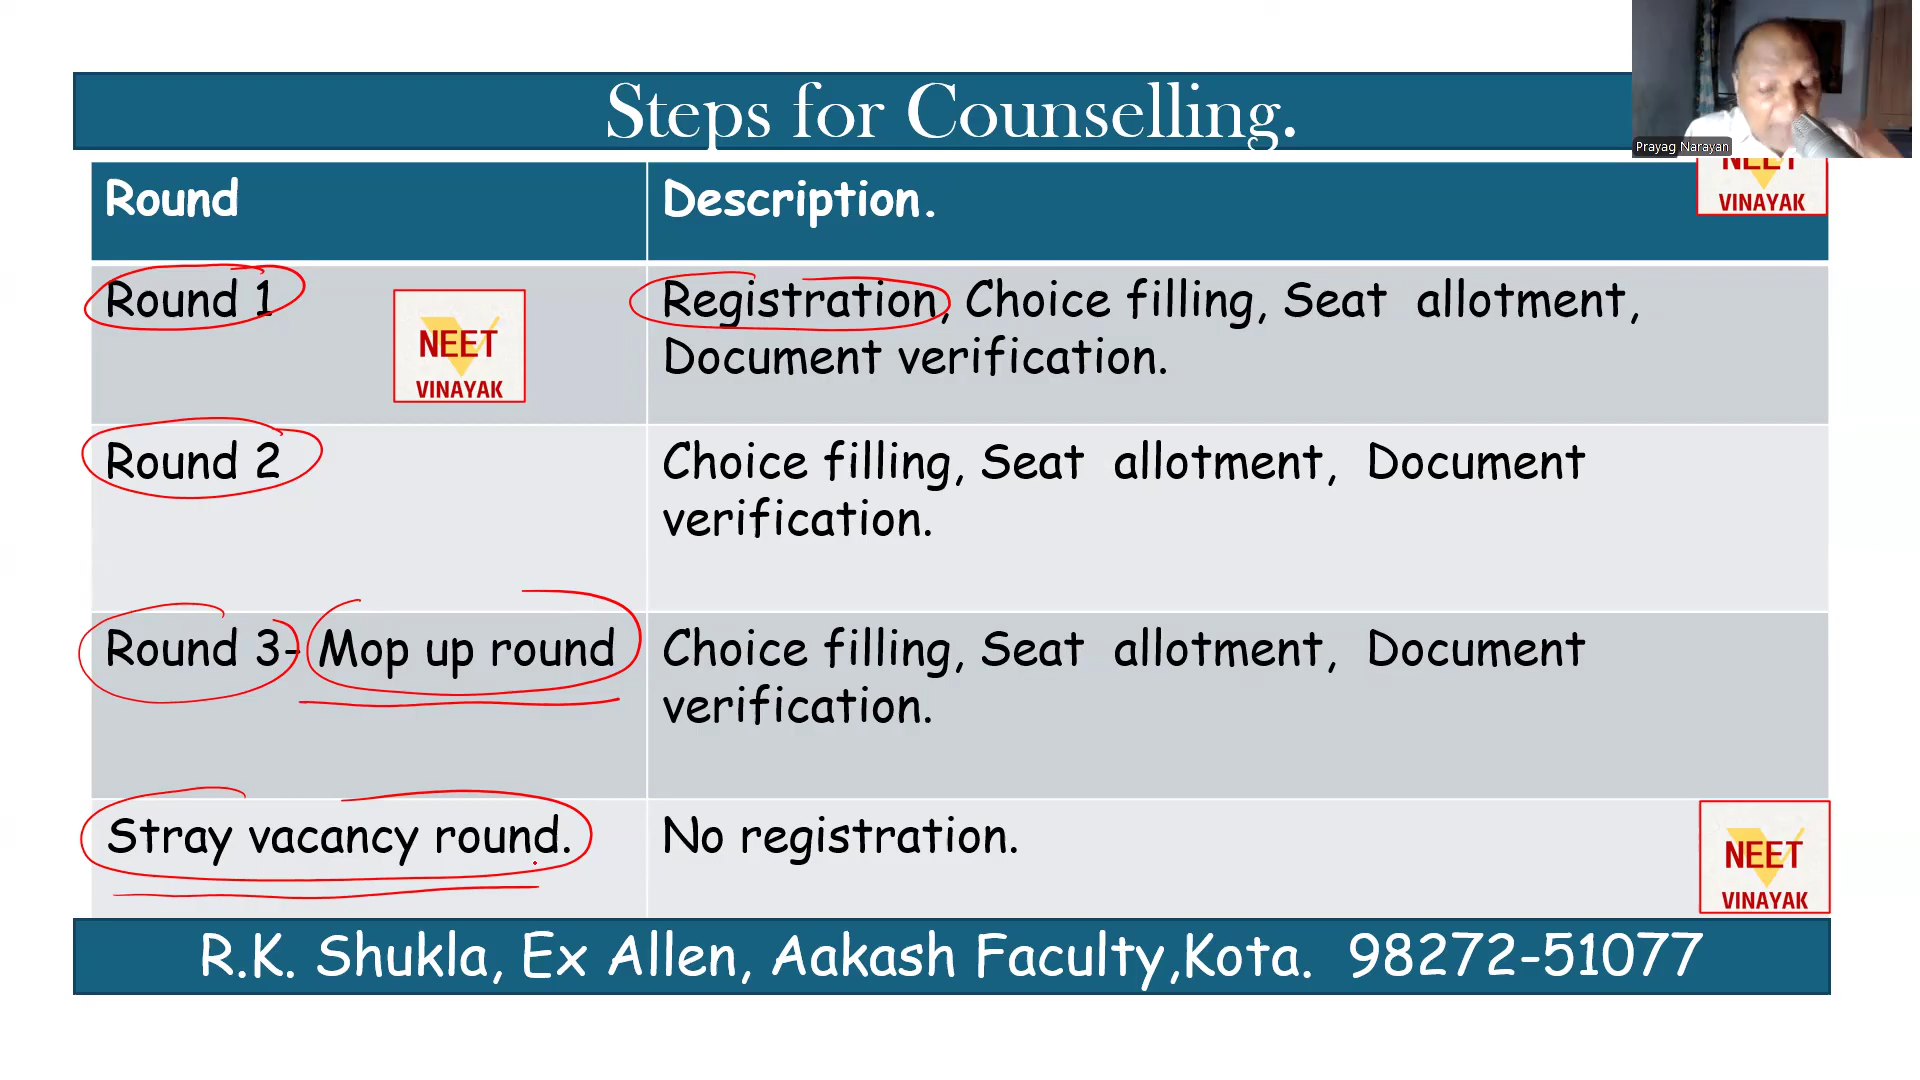 Steps for Counselling.
Prayag Narayan
NEET
VINAYAK
Round
Description.
Round 1
Registration, Choice filling, Seat allotment,
Document verification.
NEET
VINAYAK
Round 2
Choice filling, Seat allotment, Document
verification.
Round 3- Mop up round
Choice filling, Seat allotment, Document
verification.
Stray vacancy round.
No registration.
NEET
VINAYAK
R.K. Shukla, Ex Allen, Aakash Faculty,Kota. 98272-51077